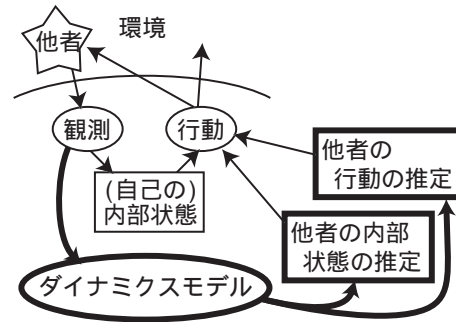 他者
環境
観測
行動
(自己の)
内部状態
他者の
行動の推定
他者の内部
状態の推定
ダイナミクスモデル